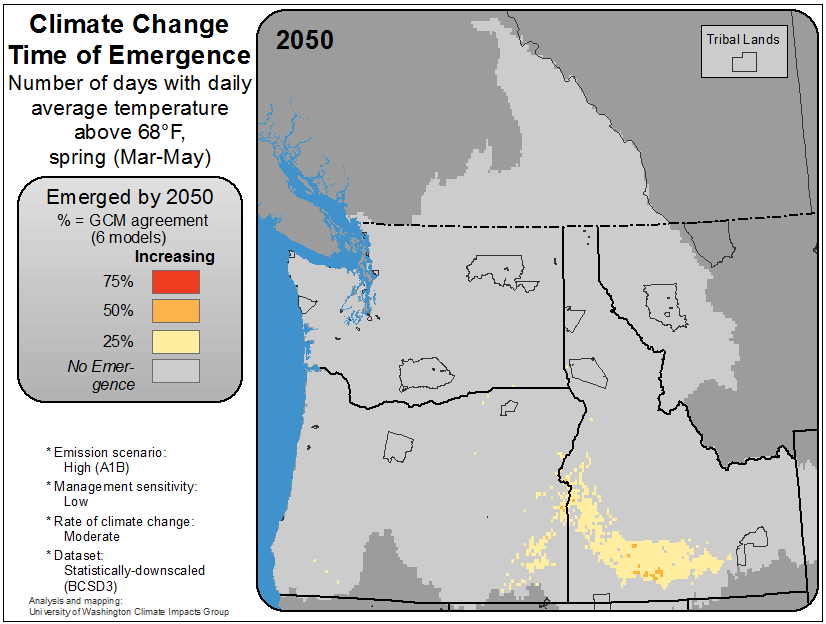 Climate Change
Time of Emergence
Number of days with daily
average temperature
above 68°F,
spring (Mar-May)
Emerged by 2050
% = GCM agreement
(6 models)
Increasing
75%
50%
25%
No Emer-
gence
* Emission scenario:
High (A1B)
* Management sensitivity:
Low
* Rate of climate change:
Moderate
* Dataset:
Statistically-downscaled
(BCSD3)
Analysis and mapping:
University of Washington Climate Impacts Group
2050
Tribal Lands